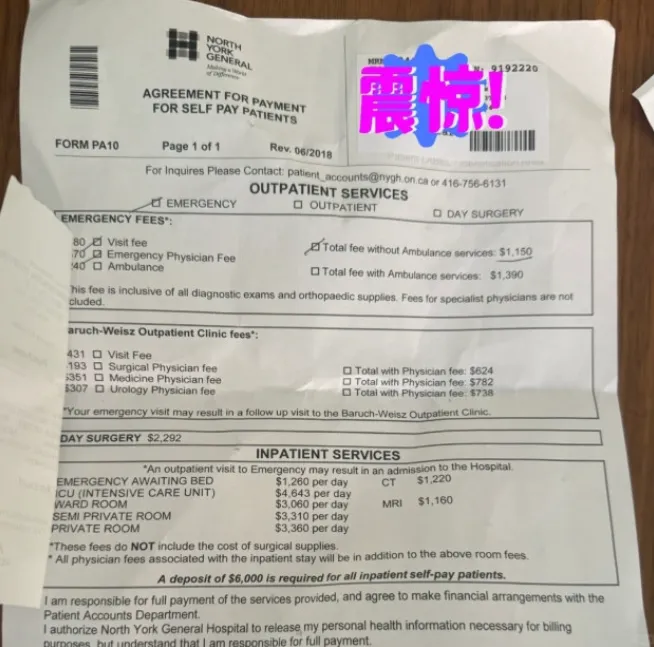 NORTH
YORK
GENERAL
Making a World
of Difference
AGREEMENT FOR PAYMENT
FOR SELF PAY PATIENTS
MRN
9192220
震惊!
FORM PA10 Page 1 of 1 Rev. 06/2018
For Inquires Please Contact: patient_accounts@nygh.on.ca or 416-756-6131
OUTPATIENT SERVICES
☑ EMERGENCY ☐ OUTPATIENT ☐ DAY SURGERY
EMERGENCY FEES*:
80 ☑ Visit fee
70 ☑ Emergency Physician Fee
40 ☐ Ambulance
☑ Total fee without Ambulance services: $1,150
☐ Total fee with Ambulance services: $1,390
This fee is inclusive of all diagnostic exams and orthopaedic supplies. Fees for specialist physicians are not
cluded.
aruch-Weisz Outpatient Clinic fees*:
431 ☐ Visit Fee
193 ☐ Surgical Physician fee ☐ Total with Physician fee: $624
$351 ☐ Medicine Physician fee ☐ Total with Physician fee: $782
$307 ☐ Urology Physician fee ☐ Total with Physician fee: $738
*Your emergency visit may result in a follow up visit to the Baruch-Weisz Outpatient Clinic.
DAY SURGERY $2,292
INPATIENT SERVICES
*An outpatient visit to Emergency may result in an admission to the Hospital.
EMERGENCY AWAITING BED $1,260 per day CT $1,220
ICU (INTENSIVE CARE UNIT) $4,643 per day
WARD ROOM $3,060 per day MRI $1,160
SEMI PRIVATE ROOM $3,310 per day
PRIVATE ROOM $3,360 per day
*These fees do NOT include the cost of surgical supplies.
* All physician fees associated with the inpatient stay will be in addition to the above room fees.
A deposit of $6,000 is required for all inpatient self-pay patients.
I am responsible for full payment of the services provided, and agree to make financial arrangements with the
Patient Accounts Department.
I authorize North York General Hospital to release my personal health information necessary for billing
purposes, but understand that I am responsible for full payment.